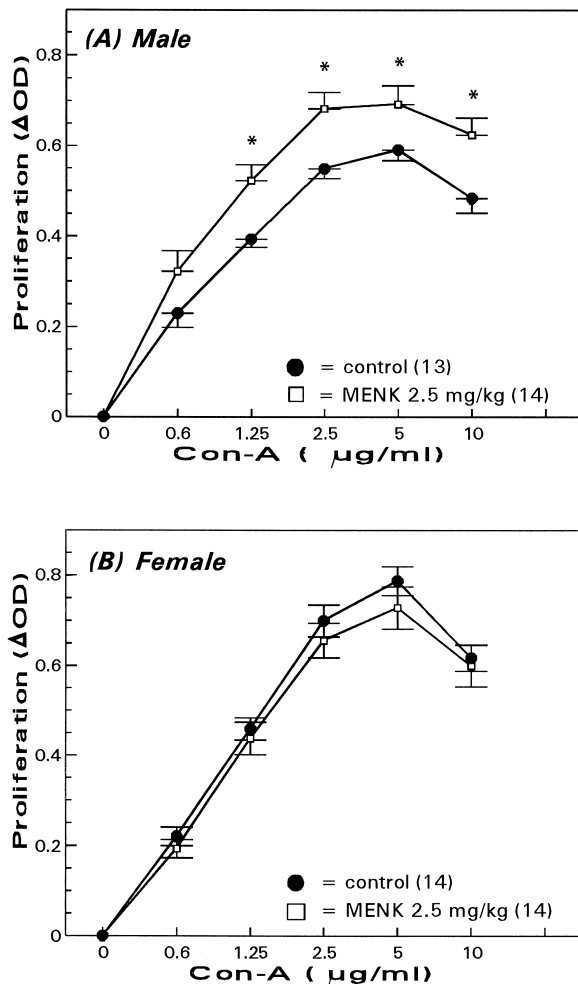 (A) Male
Proliferation (ΔOD)
0.8
0.6
0.4
0.2
0
* * * *
● = control (13)
□ = MENK 2.5 mg/kg (14)
0 0.6 1.25 2.5 5 10
Con-A ( μg/ml)
(B) Female
Proliferation (ΔOD)
0.8
0.6
0.4
0.2
0
● = control (14)
□ = MENK 2.5 mg/kg (14)
0 0.6 1.25 2.5 5 10
Con-A ( μg/ml)